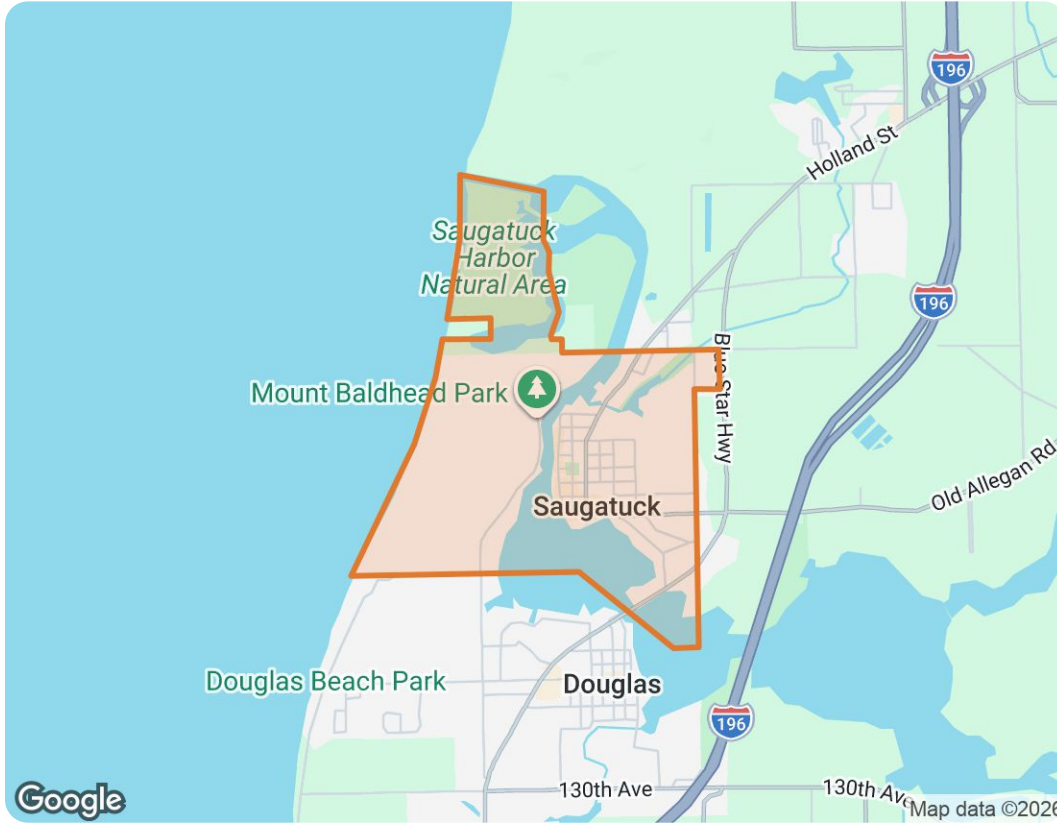 196
Holland St
Saugatuck
Harbor
Natural Area
196
Blue Star Hwy
Mount Baldhead Park
Old Allegan Rd
Saugatuck
Douglas Beach Park
Douglas
196
130th Ave
130th Ave
Google
Map data ©2026